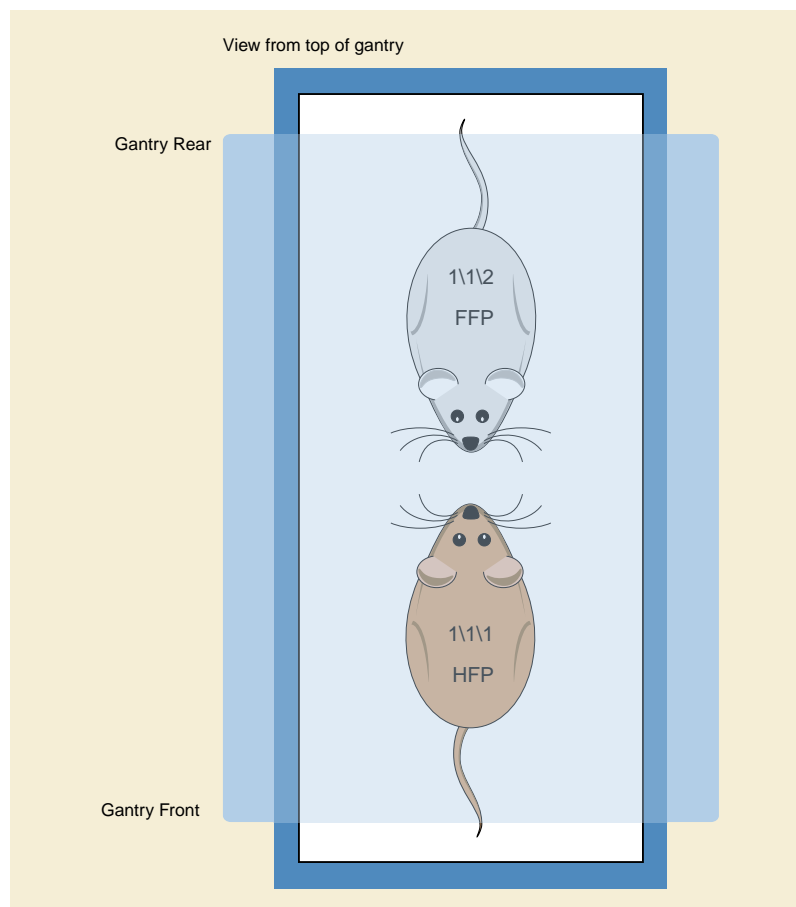 View from top of gantry
Gantry Rear
1\1\2
FFP
1\1\1
HFP
Gantry Front